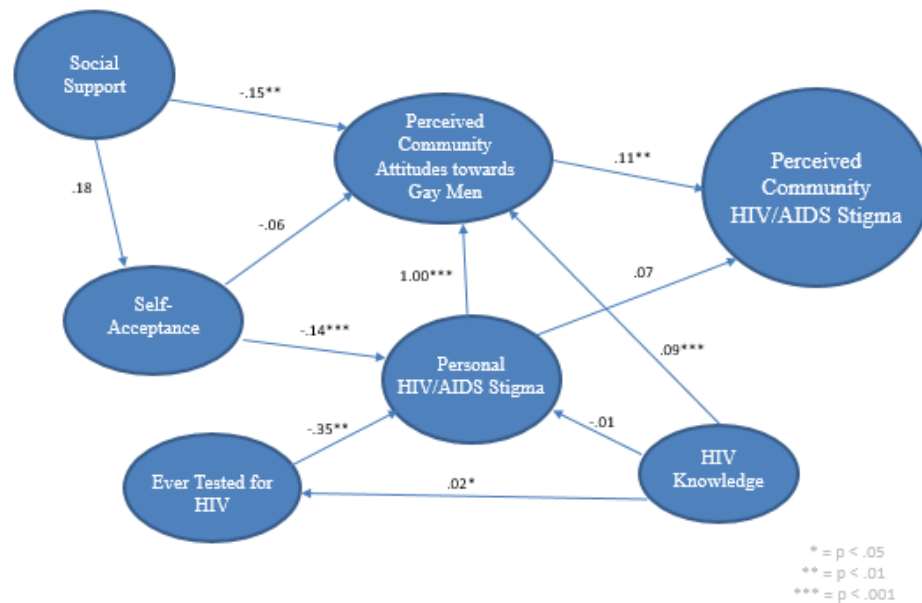 Social
Support
-.15**
Perceived
Community
Attitudes towards
Gay Men
.11**
Perceived
Community
HIV/AIDS Stigma
.18
-.06
1.00***
.07
Self-
Acceptance
-.14***
Personal
HIV/AIDS Stigma
.09***
-.35**
-.01
Ever Tested for
HIV
.02*
HIV
Knowledge
* = p < .05
** = p < .01
*** = p < .001